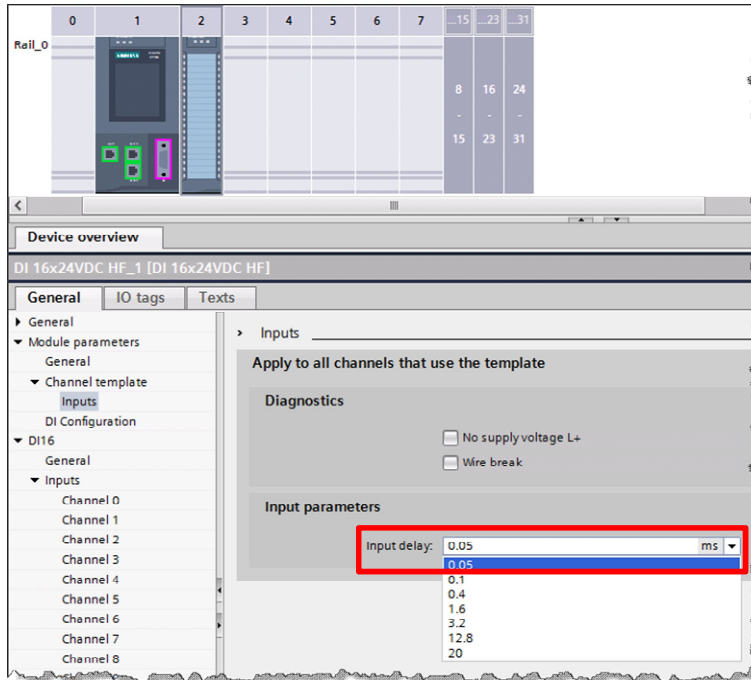 0 1 2 3 4 5 6 7 ...15 ...23 ...31
Rail_0
SIEMENS
8 16 24
- - -
15 23 31
Device overview
DI 16x24VDC HF_1 [DI 16x24VDC HF]
General IO tags Texts
General
Module parameters
General
Channel template
Inputs
DI Configuration
DI16
General
Inputs
Channel 0
Channel 1
Channel 2
Channel 3
Channel 4
Channel 5
Channel 6
Channel 7
Channel 8
Inputs
Apply to all channels that use the template
Diagnostics
No supply voltage L+
Wire break
Input parameters
Input delay: 0.05 ms
0.05
0.1
0.4
1.6
3.2
12.8
20